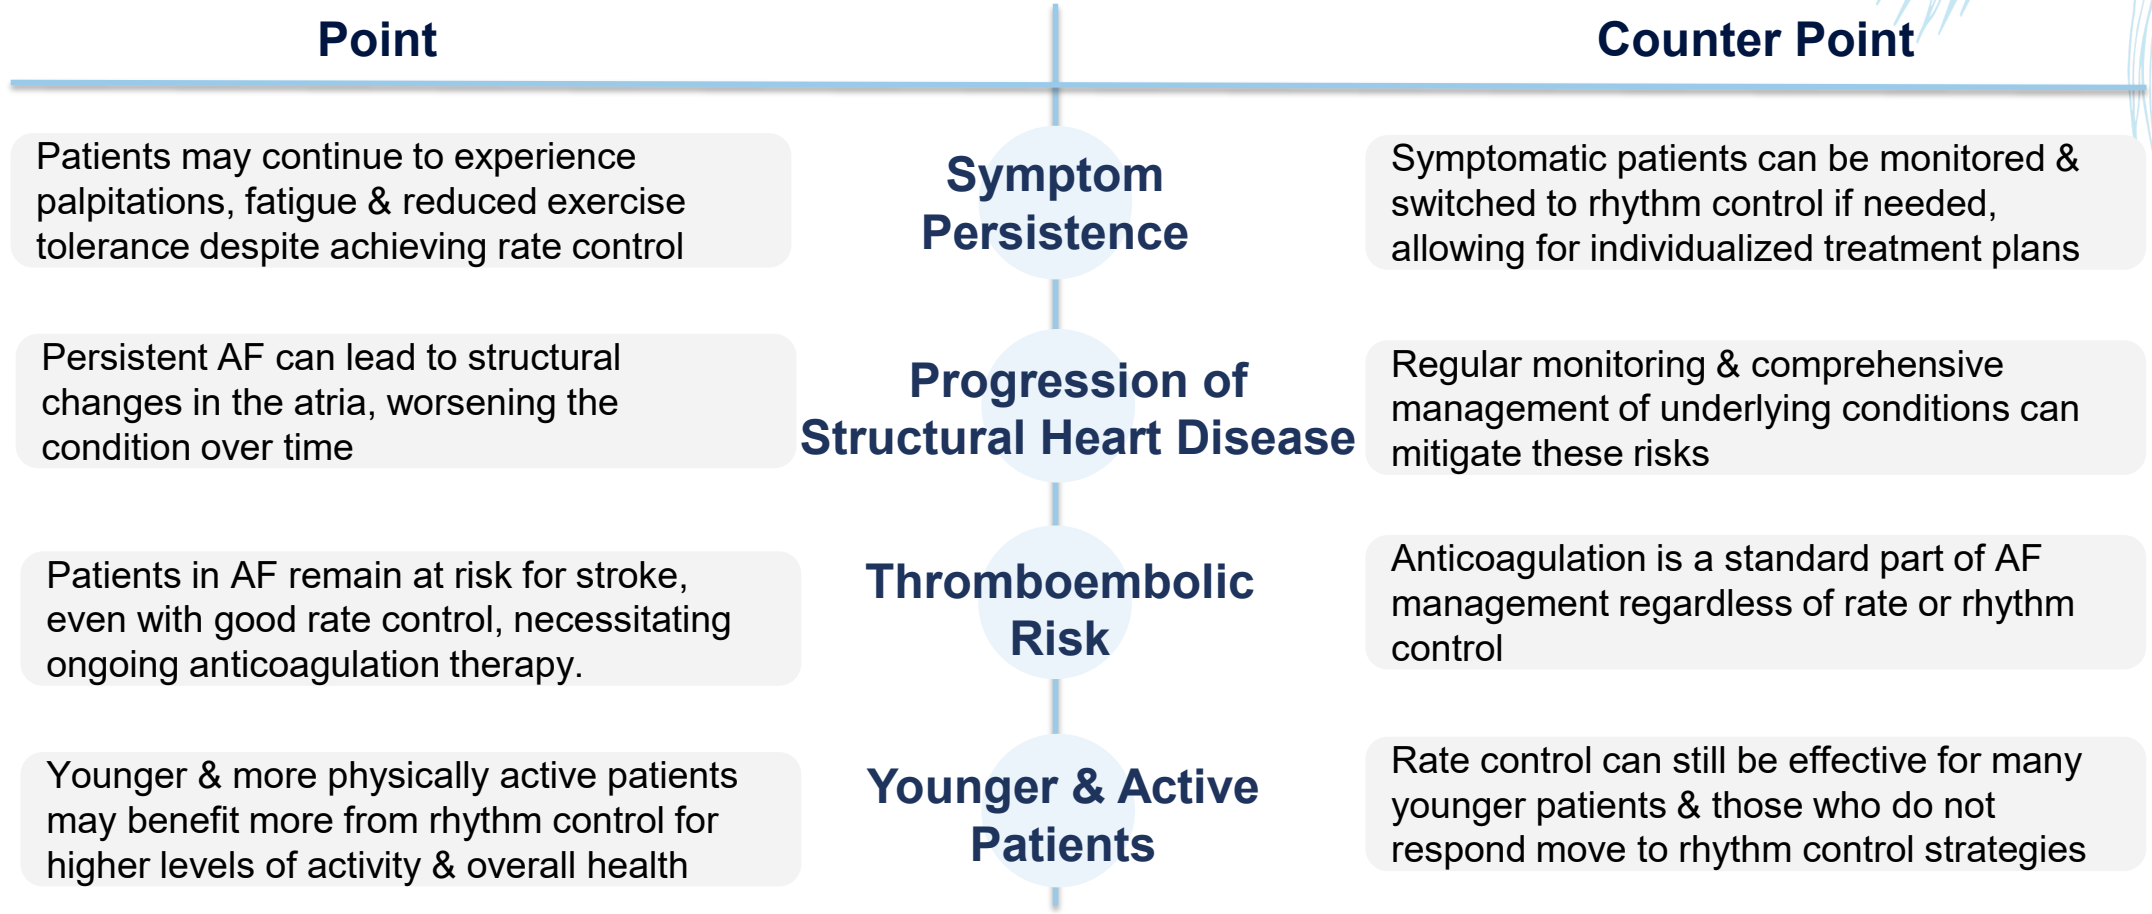 Point
Counter Point
Patients may continue to experience
palpitations, fatigue & reduced exercise
tolerance despite achieving rate control
Symptom
Persistence
Symptomatic patients can be monitored &
switched to rhythm control if needed,
allowing for individualized treatment plans
Persistent AF can lead to structural
changes in the atria, worsening the
condition over time
Progression of
Structural Heart Disease
Regular monitoring & comprehensive
management of underlying conditions can
mitigate these risks
Patients in AF remain at risk for stroke,
even with good rate control, necessitating
ongoing anticoagulation therapy.
Thromboembolic
Risk
Anticoagulation is a standard part of AF
management regardless of rate or rhythm
control
Younger & more physically active patients
may benefit more from rhythm control for
higher levels of activity & overall health
Younger & Active
Patients
Rate control can still be effective for many
younger patients & those who do not
respond move to rhythm control strategies